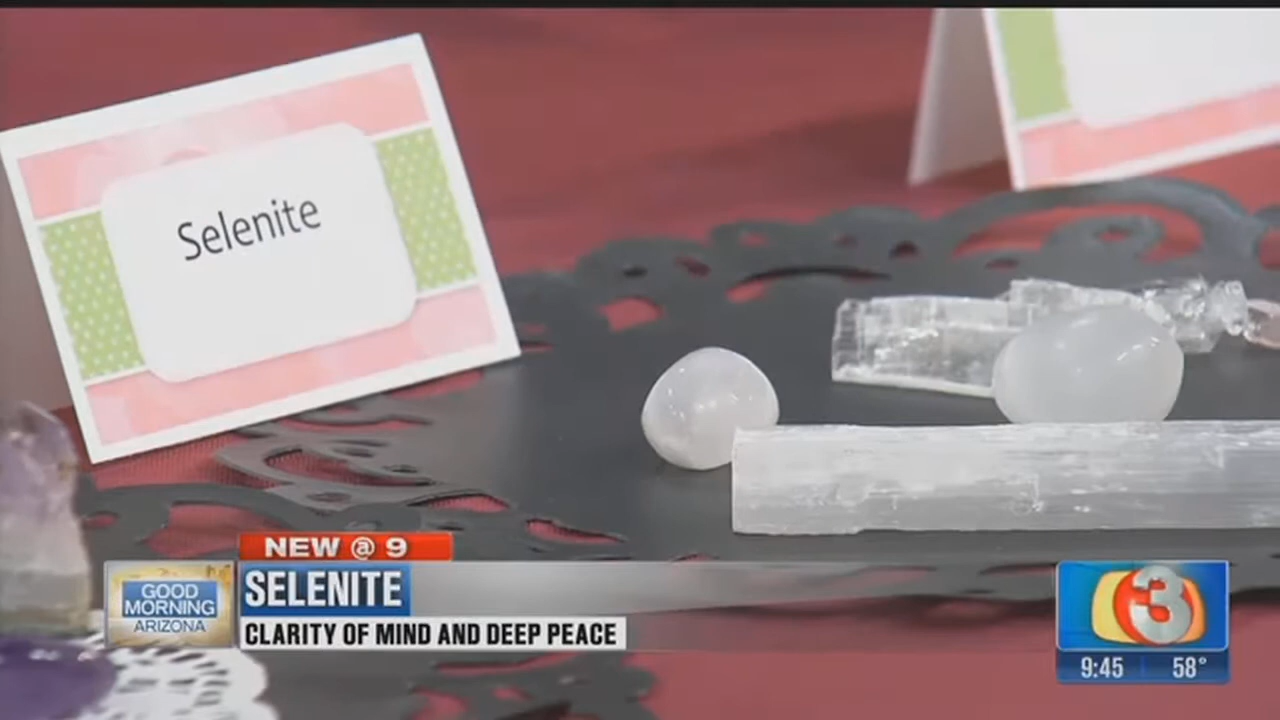 Selenite
NEW @ 9
SELENITE
CLARITY OF MIND AND DEEP PEACE
GOOD
MORNING
ARIZONA
3
9:45 58°